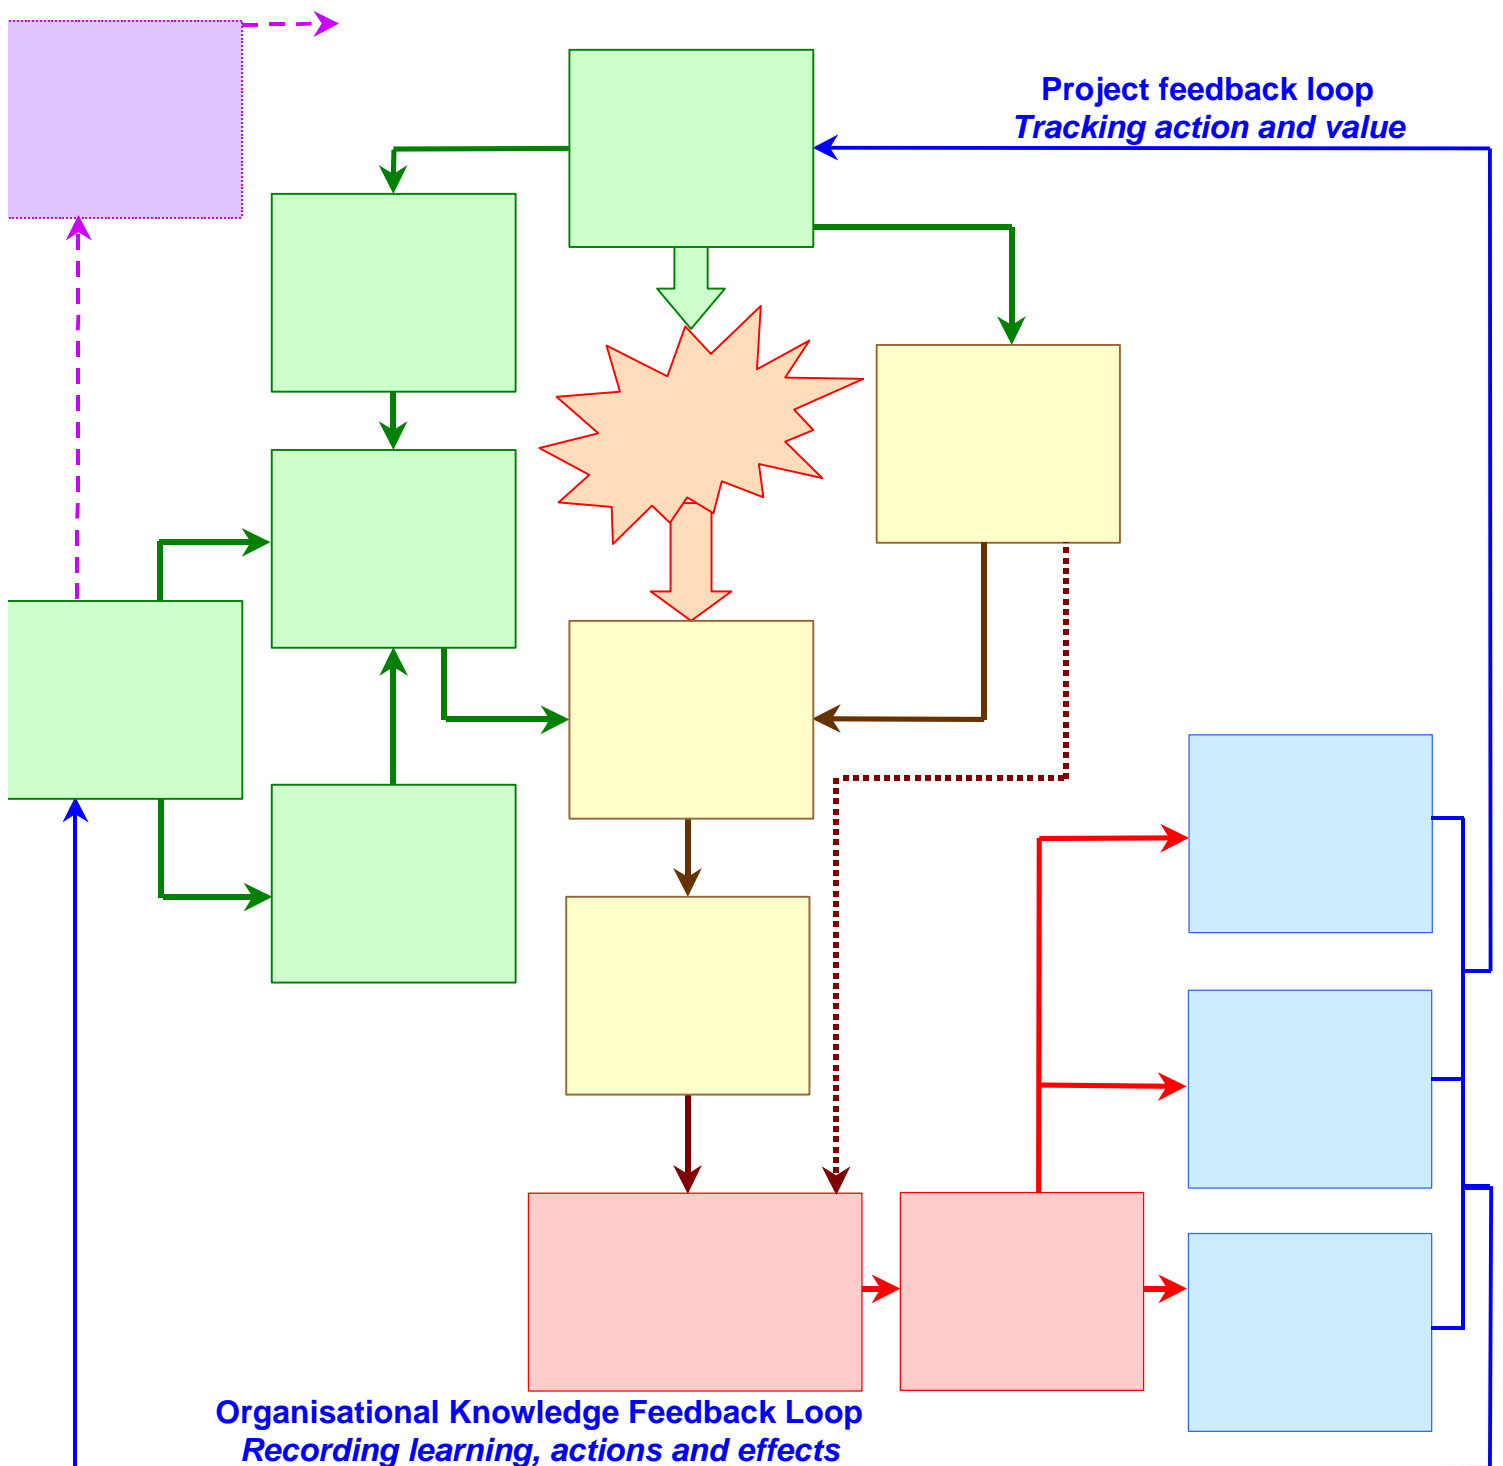 Project feedback loop
Tracking action and value
Organisational Knowledge Feedback Loop
Recording learning, actions and effects